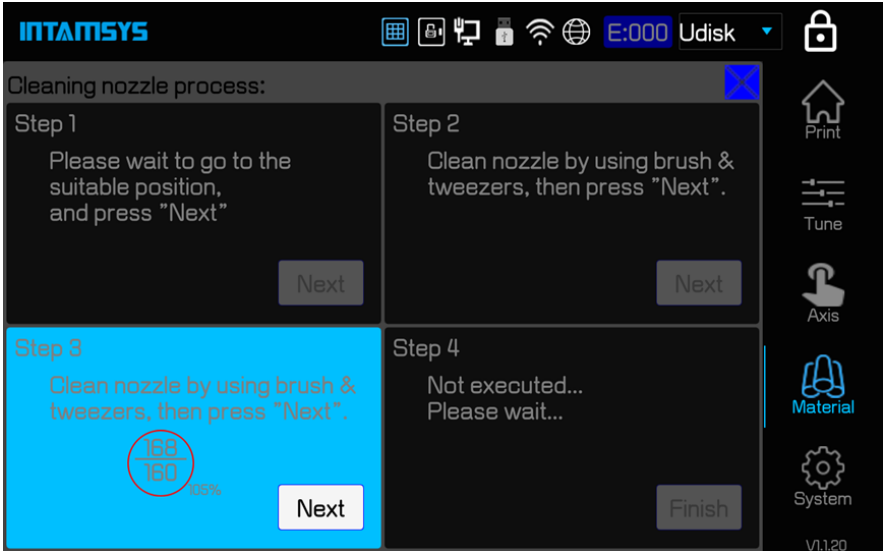 INTAMSYS
E:000 Udisk
Cleaning nozzle process:
Step 1
Please wait to go to the
suitable position,
and press "Next"
Next
Step 2
Clean nozzle by using brush &
tweezers, then press "Next".
Next
Step 3
Clean nozzle by using brush &
tweezers, then press "Next".
168
160
105%
Next
Step 4
Not executed...
Please wait...
Finish
Print
Tune
Axis
Material
System
V1.1.20